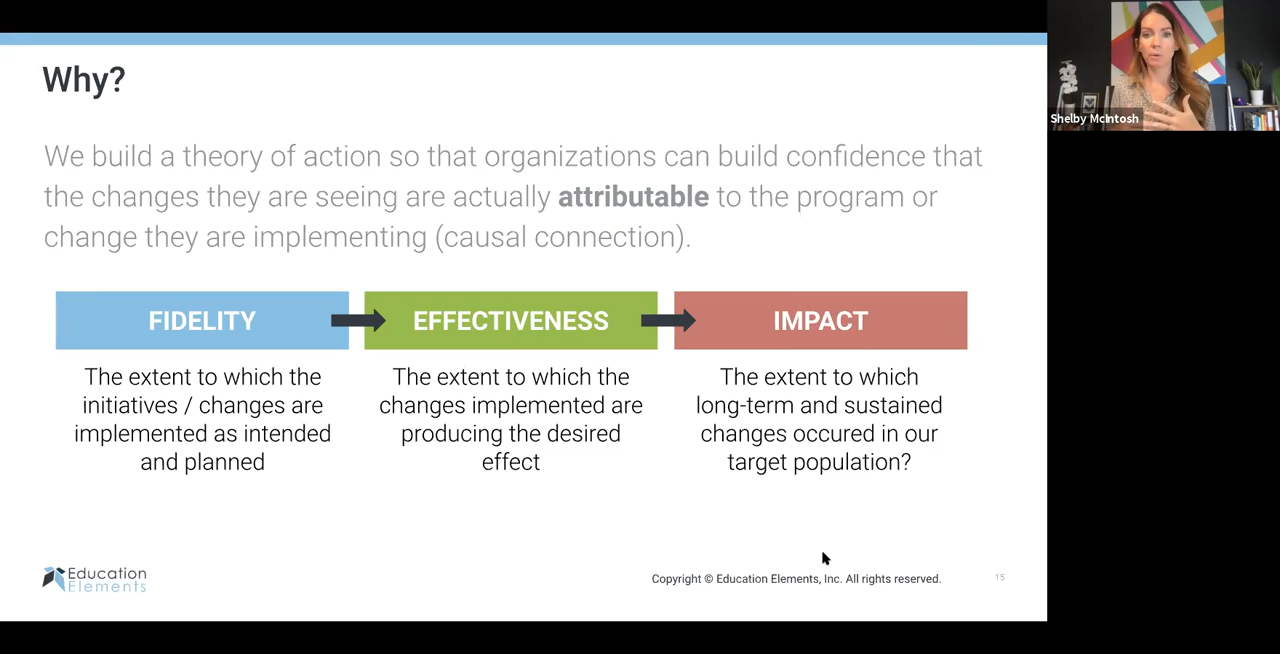 Why?
Shelby McIntosh
We build a theory of action so that organizations can build confidence that
the changes they are seeing are actually attributable to the program or
change they are implementing (causal connection).
FIDELITY
EFFECTIVENESS
IMPACT
The extent to which the
initiatives / changes are
implemented as intended
and planned
The extent to which the
changes implemented are
producing the desired
effect
The extent to which
long-term and sustained
changes occured in our
target population?
Education
Elements
Copyright © Education Elements, Inc. All rights reserved.
15